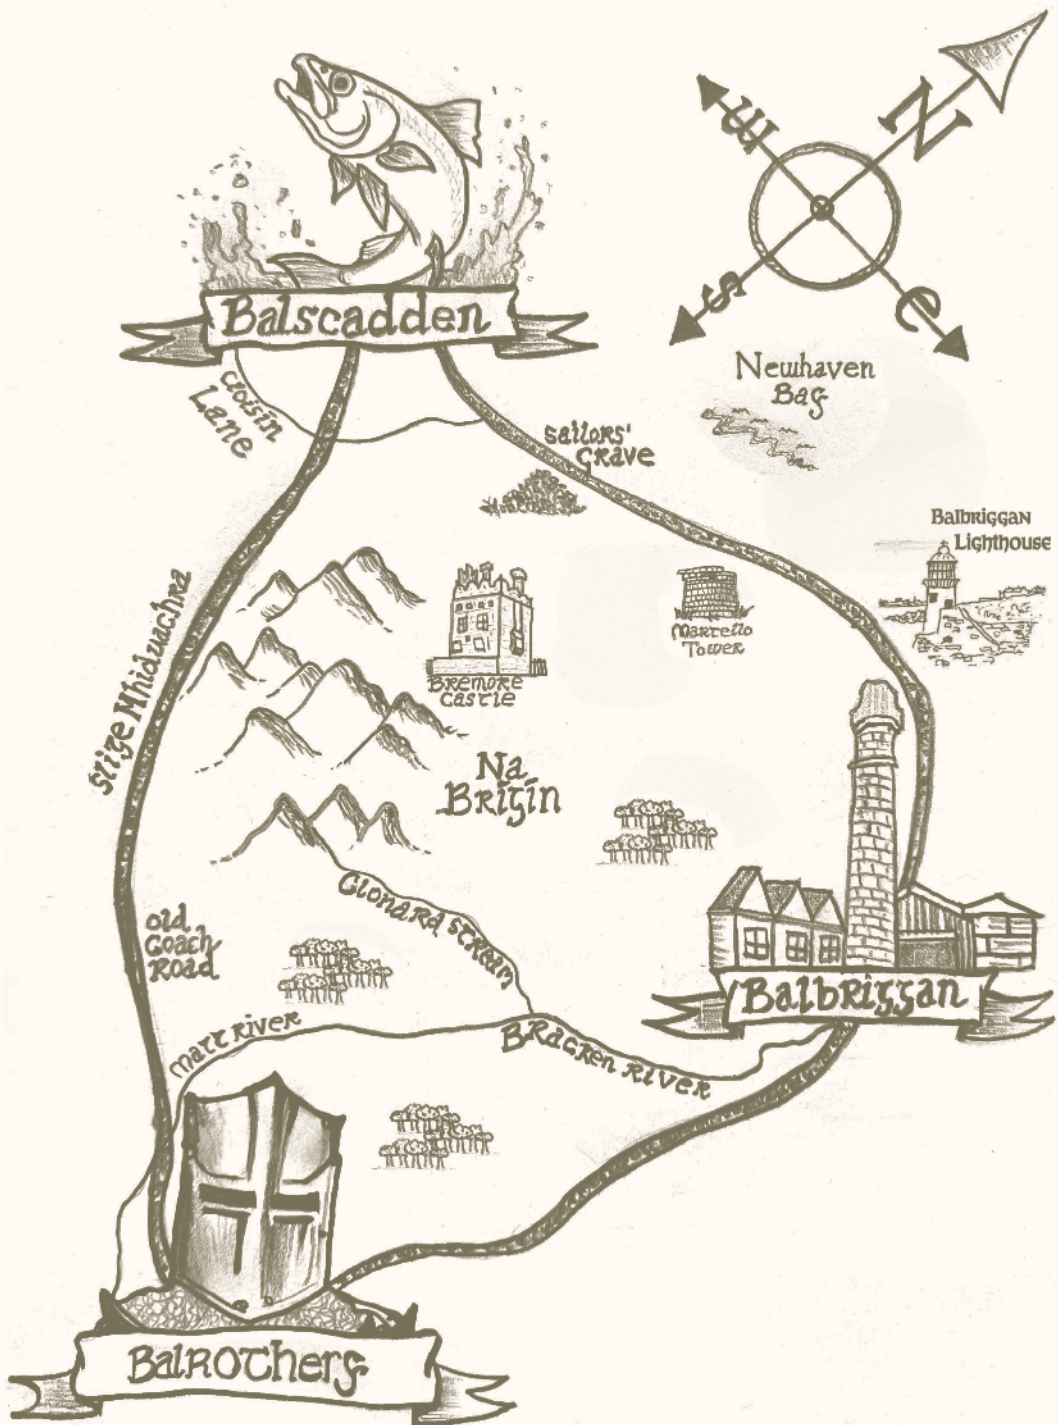 N
W
S
E
Balscadden
Newhaven
Bay
Croisin
Lane
Sailors'
Grave
Balbriggan
Lighthouse
Martello
Tower
Bremore
Castle
Slige Mhidluachra
Na
Brigín
Clonard Stream
Old
Coach
Road
Balbriggan
Matt River
Bracken River
Balrothery